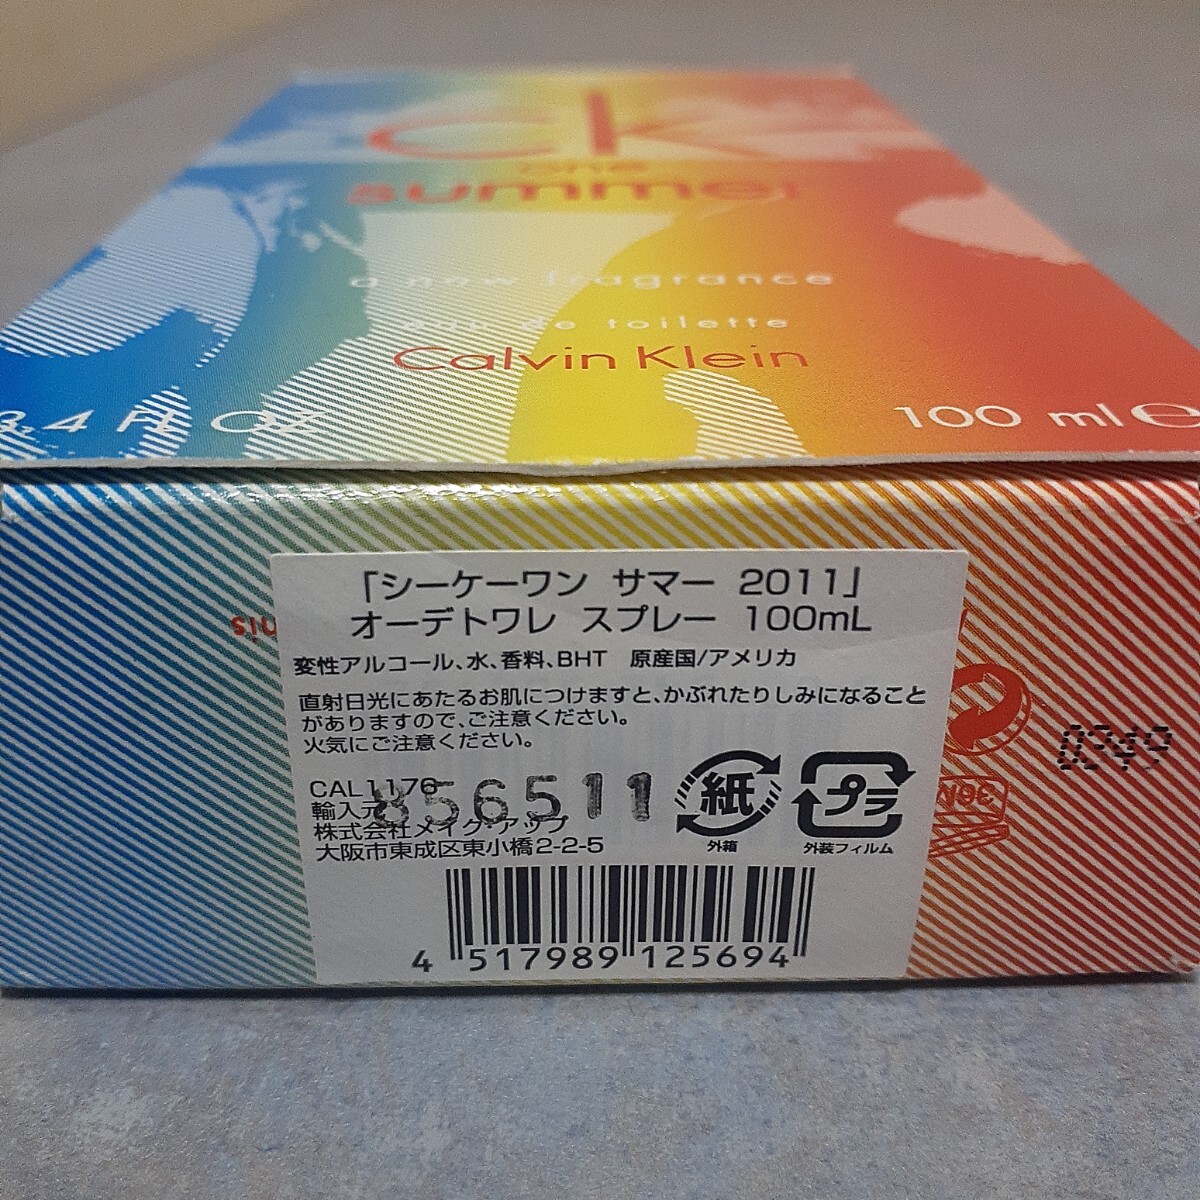 ck
one
summer
a new fragrance
eau de toilette
Calvin Klein
3.4 FL OZ
100 ml e
「シーケーワン サマー 2011」
オーデトワレ スプレー 100mL
変性アルコール、水、香料、BHT 原産国/アメリカ
直射日光にあたるお肌につけますと、かぶれたりしみになること
がありますので、ご注意ください。
火気にご注意ください。
CAL1176
856511
輸入元
株式会社メイク・アップ
大阪市東成区東小橋2-2-5
紙
外箱
プラ
外装フィルム
4 517989 125694
0349
36M